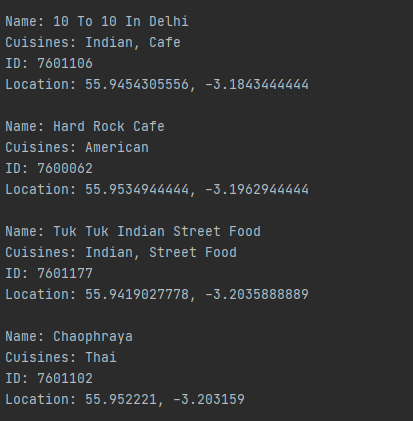 Name: 10 To 10 In Delhi
Cuisines: Indian, Cafe
ID: 7601106
Location: 55.9454305556, -3.1843444444
Name: Hard Rock Cafe
Cuisines: American
ID: 7600062
Location: 55.9534944444, -3.1962944444
Name: Tuk Tuk Indian Street Food
Cuisines: Indian, Street Food
ID: 7601177
Location: 55.9419027778, -3.2035888889
Name: Chaophraya
Cuisines: Thai
ID: 7601102
Location: 55.952221, -3.203159